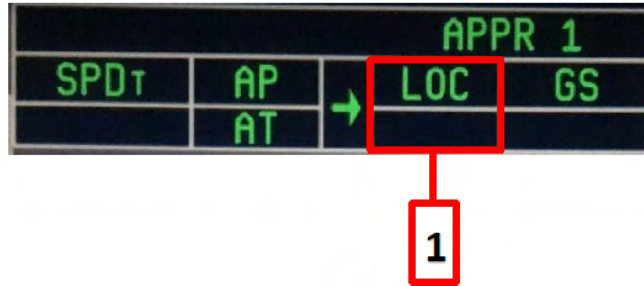 APPR 1
SPDT AP → LOC GS
AT
1